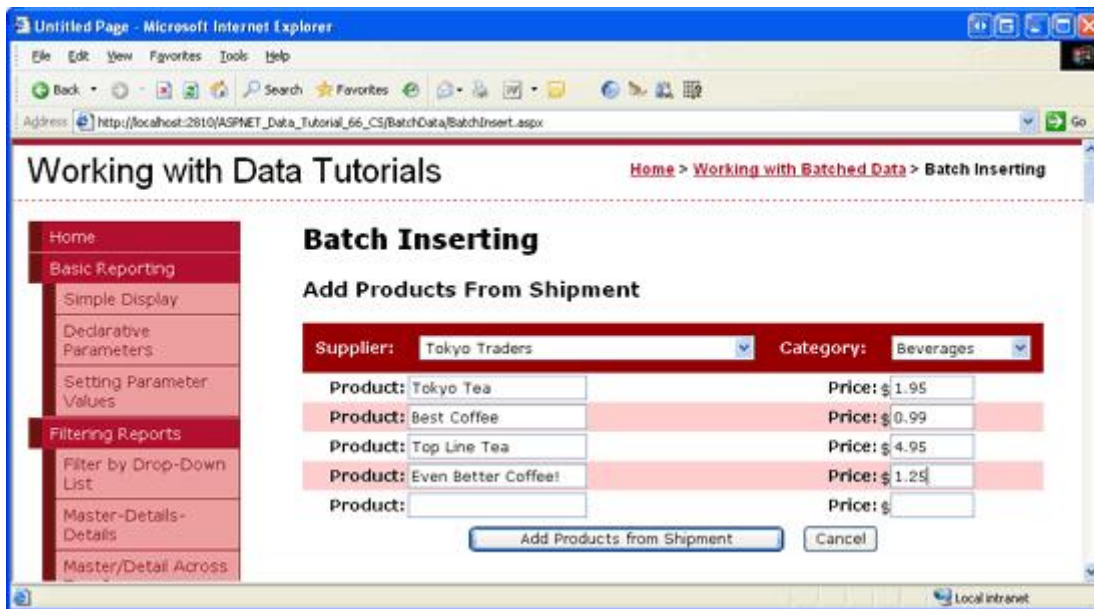 Untitled Page - Microsoft Internet Explorer
File Edit View Favorites Tools Help
Back Search Favorites
Address http://localhost:2810/ASPNET_Data_Tutorial_66_CS/BatchData/BatchInsert.aspx Go
Working with Data Tutorials
Home > Working with Batched Data > Batch Inserting
Home
Basic Reporting
Simple Display
Declarative
Parameters
Setting Parameter
Values
Filtering Reports
Filter by Drop-Down
List
Master-Details-
Details
Master/Detail Across
Batch Inserting
Add Products From Shipment
Supplier: Tokyo Traders Category: Beverages
Product: Tokyo Tea Price: $ 1.95
Product: Best Coffee Price: $ 0.99
Product: Top Line Tea Price: $ 4.95
Product: Even Better Coffee! Price: $ 1.25
Product: Price: $
Add Products from Shipment Cancel
Local intranet